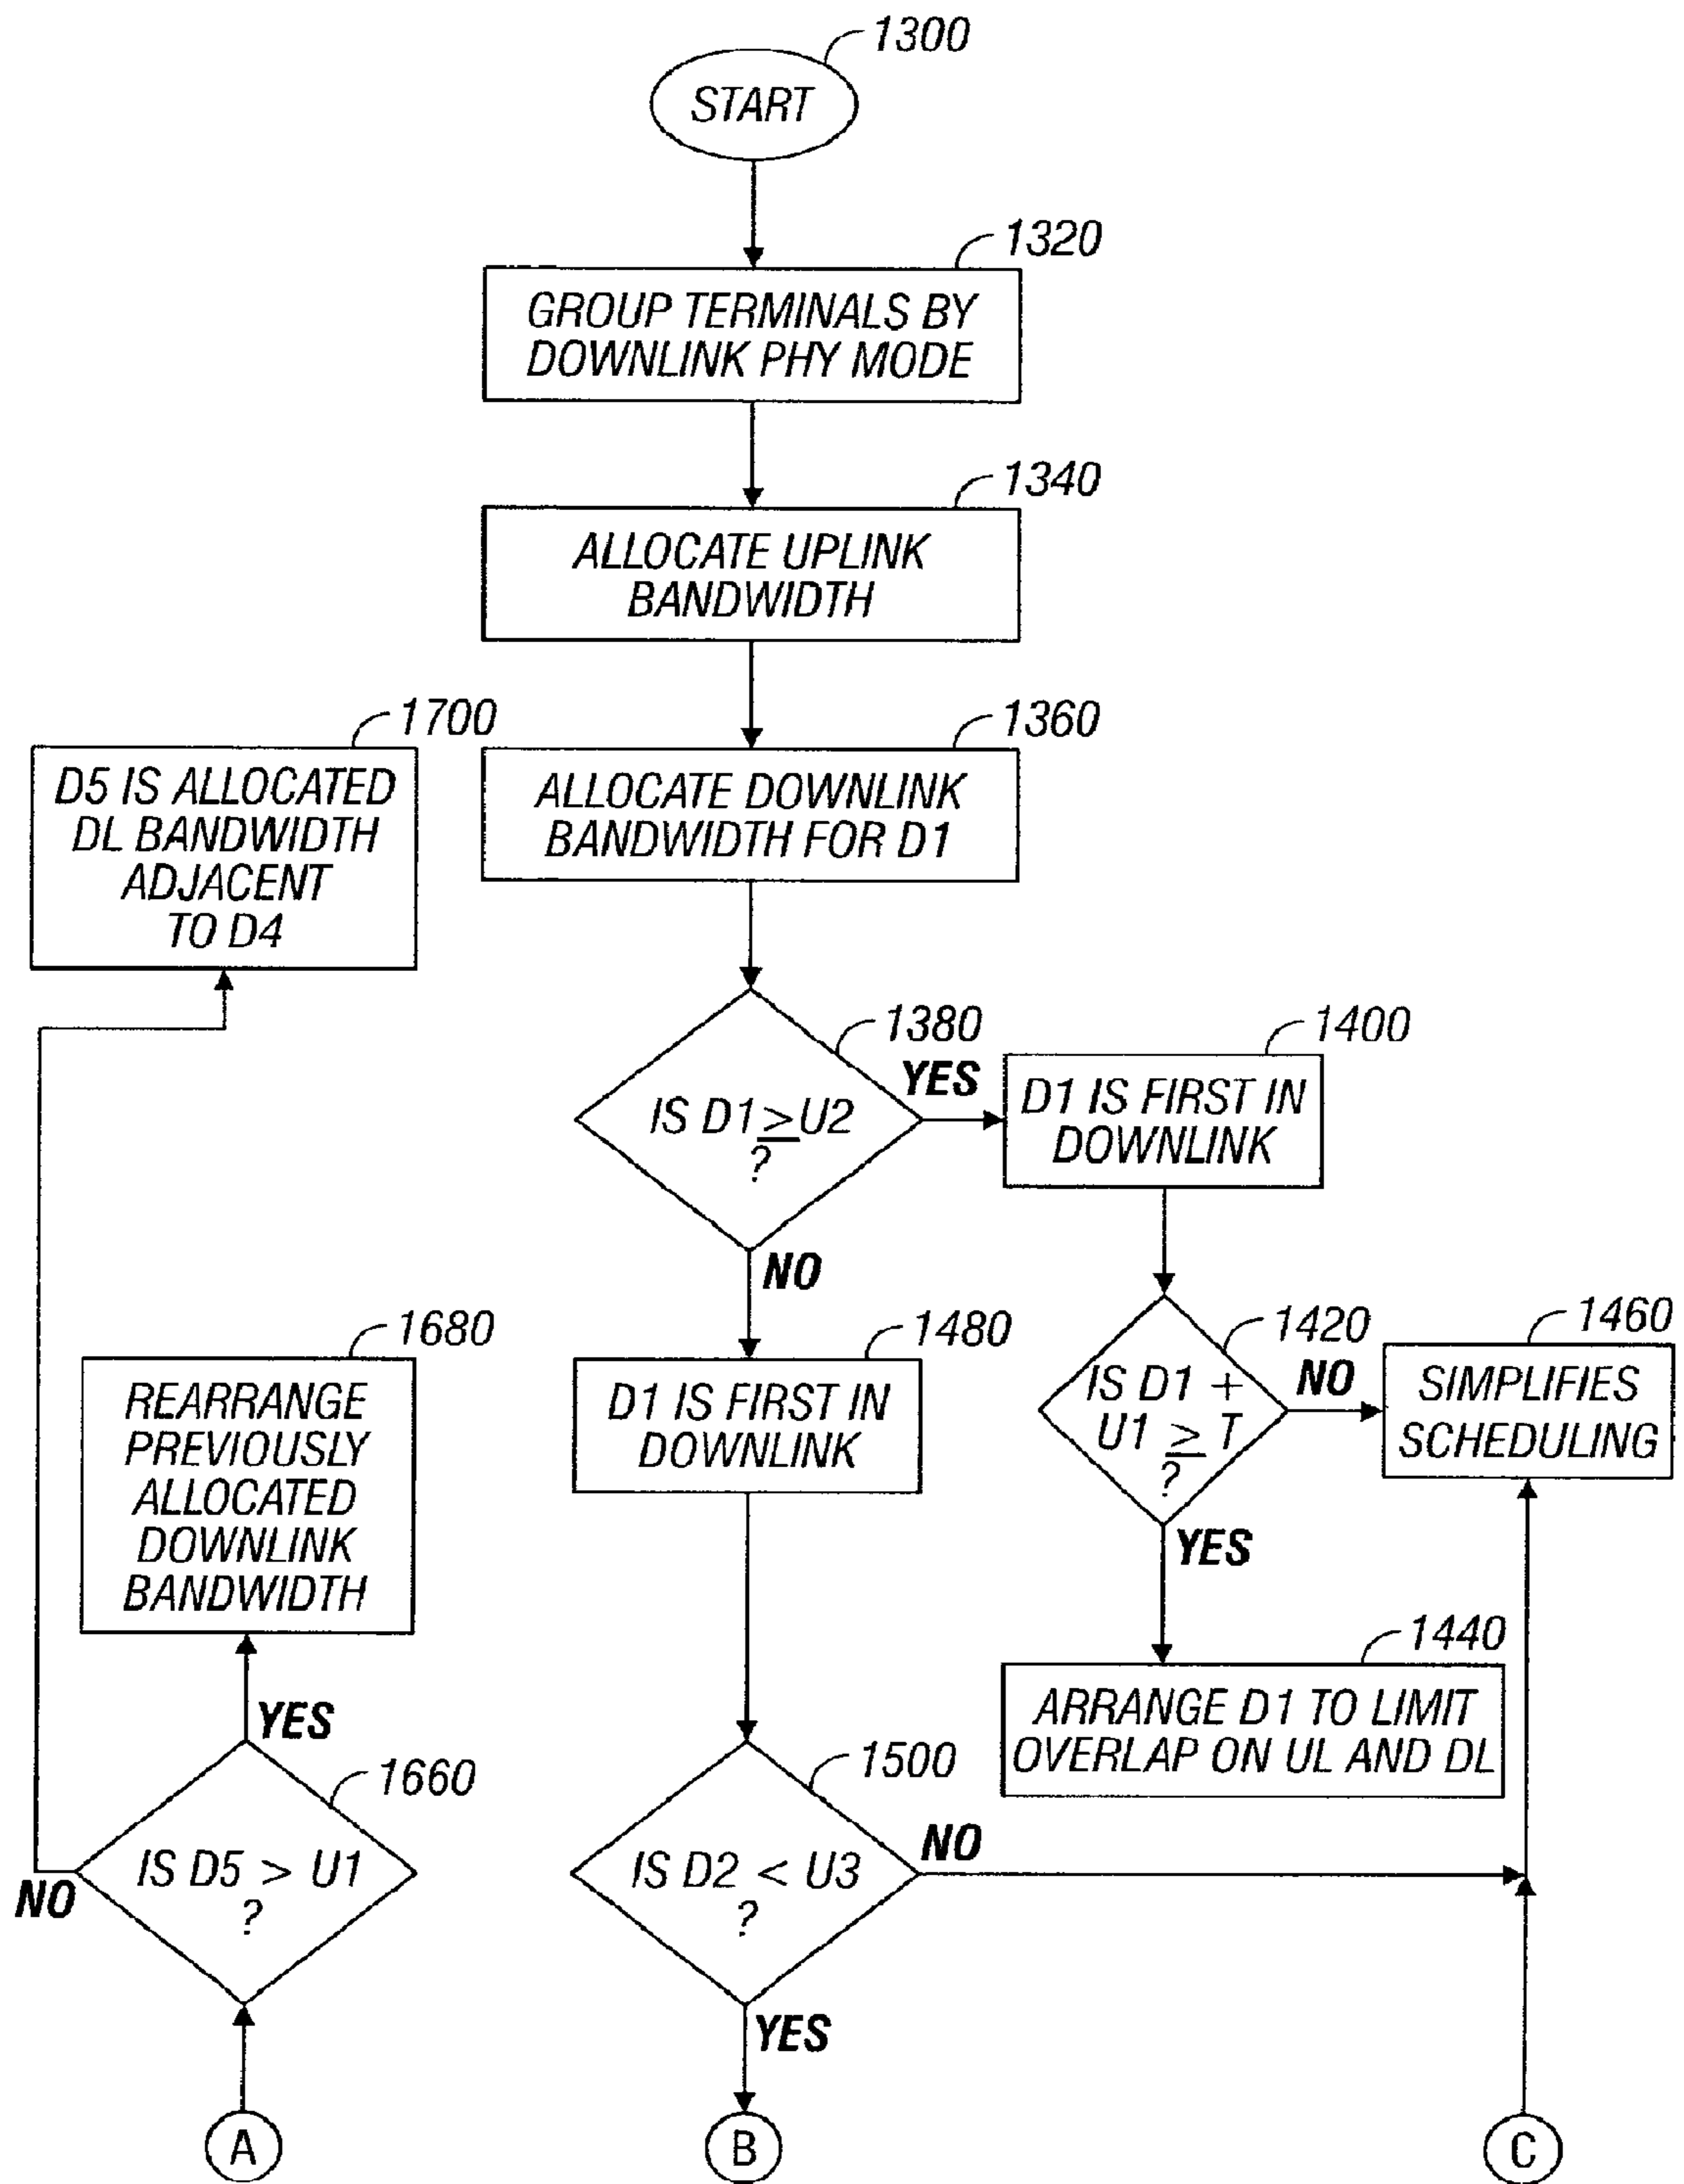 1300
START
1320
GROUP TERMINALS BY
DOWNLINK PHY MODE
1340
ALLOCATE UPLINK
BANDWIDTH
1700
D5 IS ALLOCATED
DL BANDWIDTH
ADJACENT
TO D4
1360
ALLOCATE DOWNLINK
BANDWIDTH FOR D1
1380
IS D1 ≥ U2
?
YES
NO
1400
D1 IS FIRST IN
DOWNLINK
1420
IS D1 +
U1 ≥ T
?
NO
YES
1460
SIMPLIFIES
SCHEDULING
1440
ARRANGE D1 TO LIMIT
OVERLAP ON UL AND DL
1480
D1 IS FIRST IN
DOWNLINK
1500
IS D2 < U3
?
NO
YES
1680
REARRANGE
PREVIOUSLY
ALLOCATED
DOWNLINK
BANDWIDTH
YES
1660
IS D5 > U1
?
NO
A
B
C